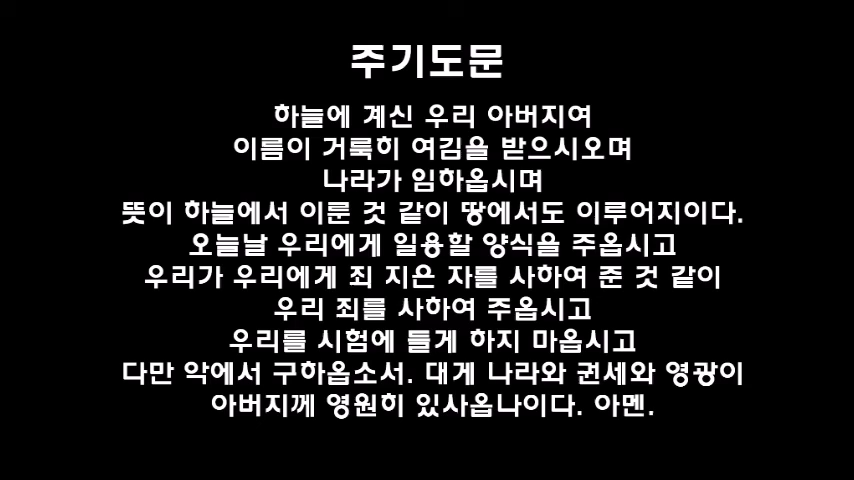 주기도문
하늘에 계신 우리 아버지여
이름이 거룩히 여김을 받으시오며
나라가 임하옵시며
뜻이 하늘에서 이룬 것 같이 땅에서도 이루어지이다.
오늘날 우리에게 일용할 양식을 주옵시고
우리가 우리에게 죄 지은 자를 사하여 준 것 같이
우리 죄를 사하여 주옵시고
우리를 시험에 들게 하지 마옵시고
다만 악에서 구하옵소서. 대게 나라와 권세와 영광이
아버지께 영원히 있사옵나이다. 아멘.